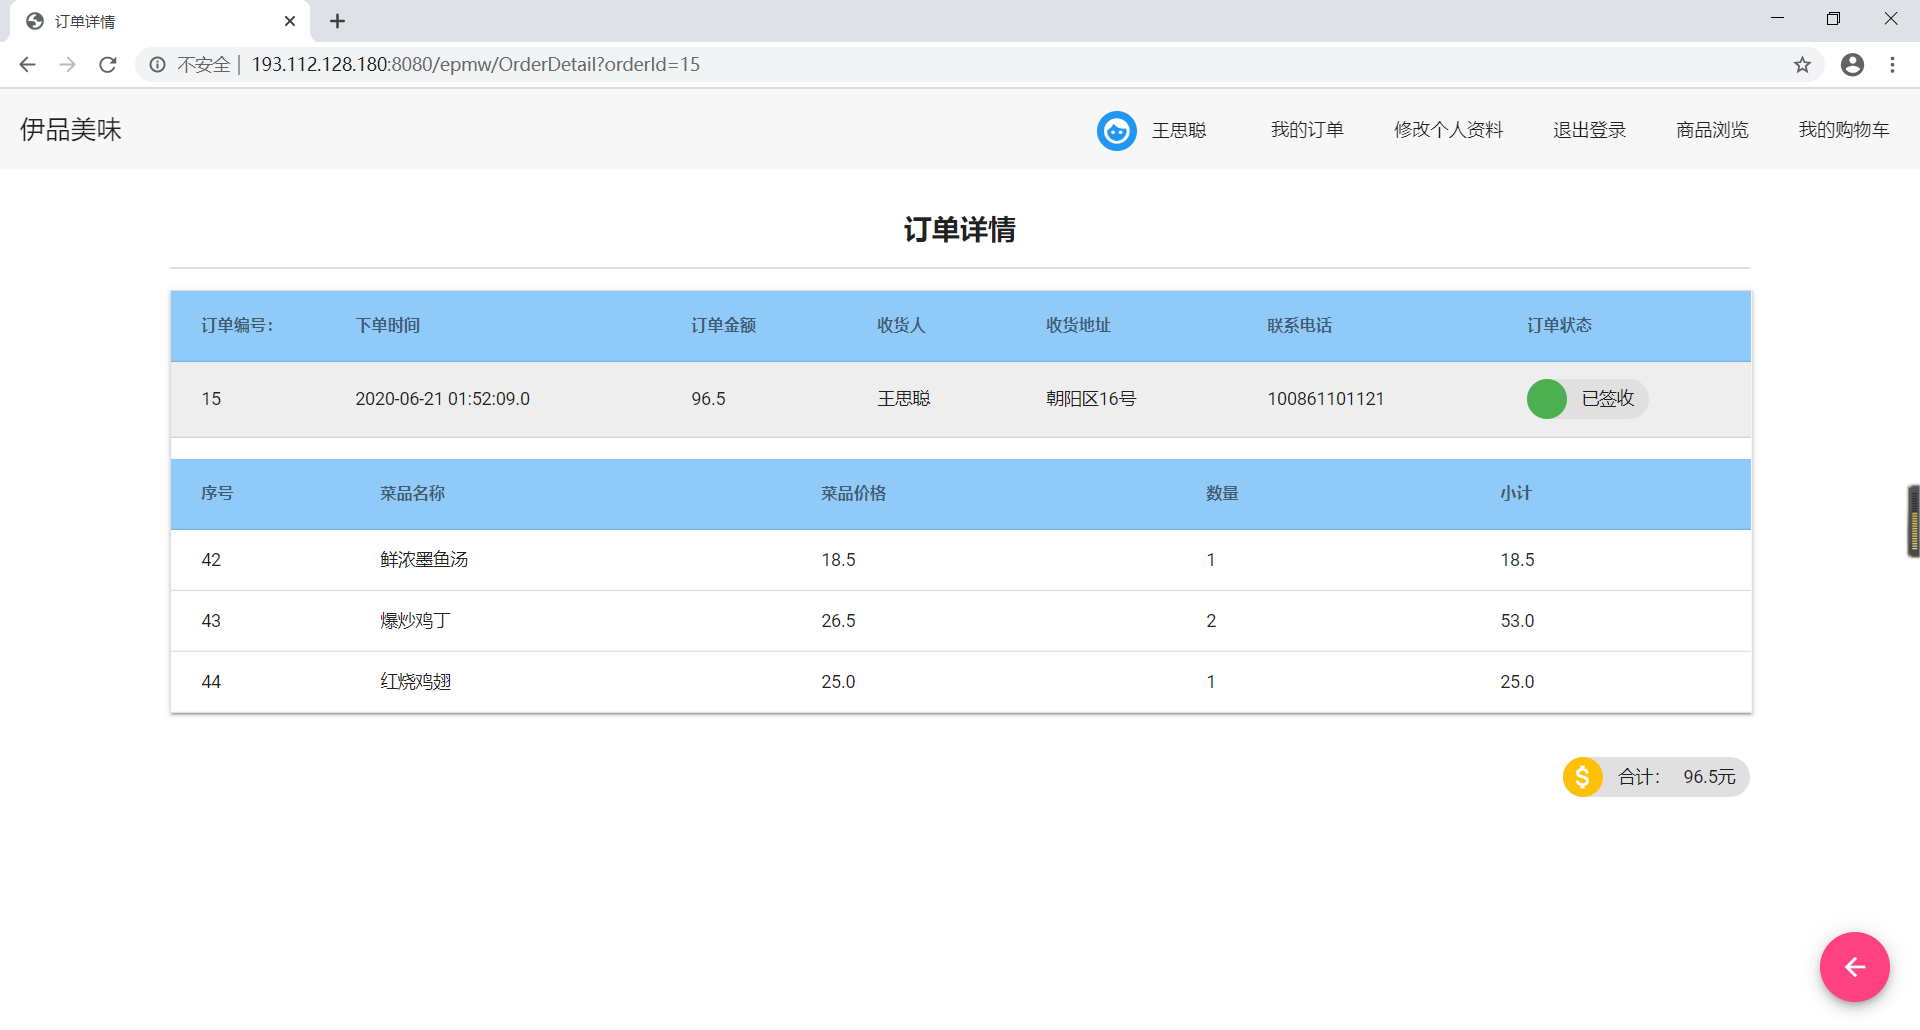 订单详情
不安全 | 193.112.128.180:8080/epmw/OrderDetail?orderId=15
伊品美味 王思聪 我的订单 修改个人资料 退出登录 商品浏览 我的购物车
订单详情
订单编号： 下单时间 订单金额 收货人 收货地址 联系电话 订单状态
15 2020-06-21 01:52:09.0 96.5 王思聪 朝阳区16号 100861101121 已签收
序号 菜品名称 菜品价格 数量 小计
42 鲜浓墨鱼汤 18.5 1 18.5
43 爆炒鸡丁 26.5 2 53.0
44 红烧鸡翅 25.0 1 25.0
$ 合计： 96.5元